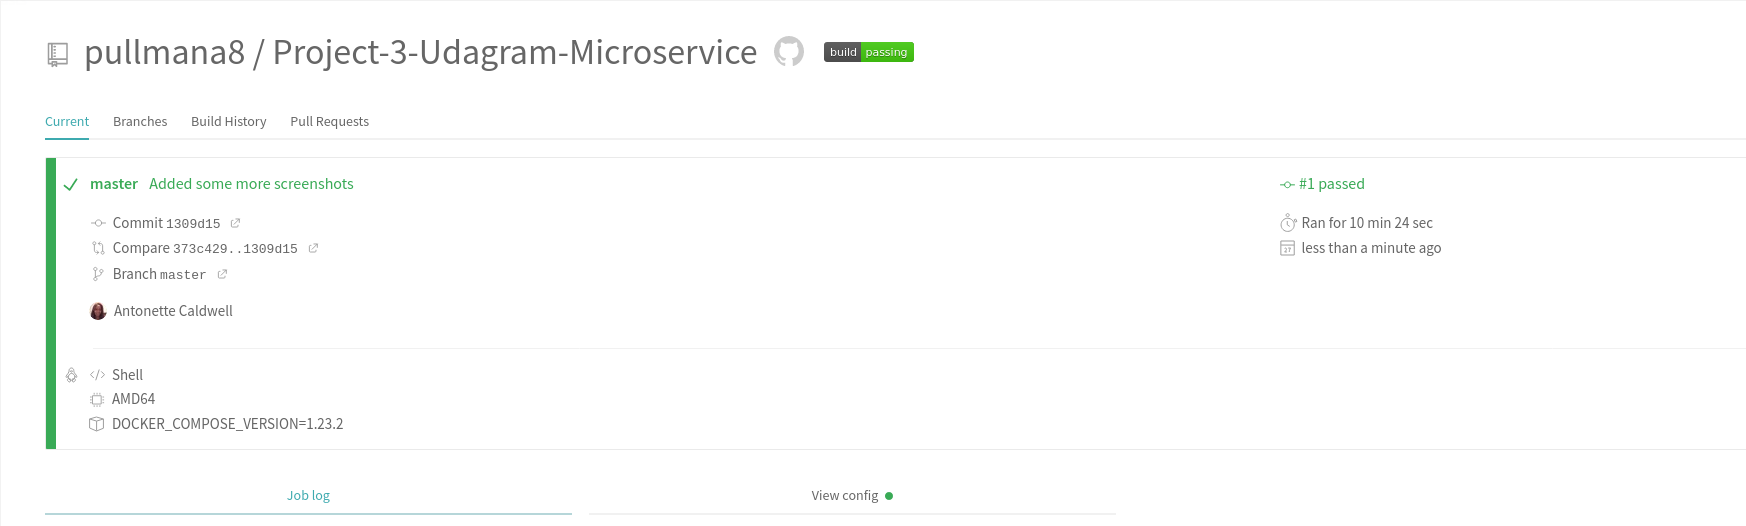 pullmana8 / Project-3-Udagram-Microservice build passing
Current Branches Build History Pull Requests
master Added some more screenshots #1 passed
Commit 1309d15 Ran for 10 min 24 sec
Compare 373c429..1309d15 less than a minute ago
Branch master
Antonette Caldwell
Shell
AMD64
DOCKER_COMPOSE_VERSION=1.23.2
Job log View config